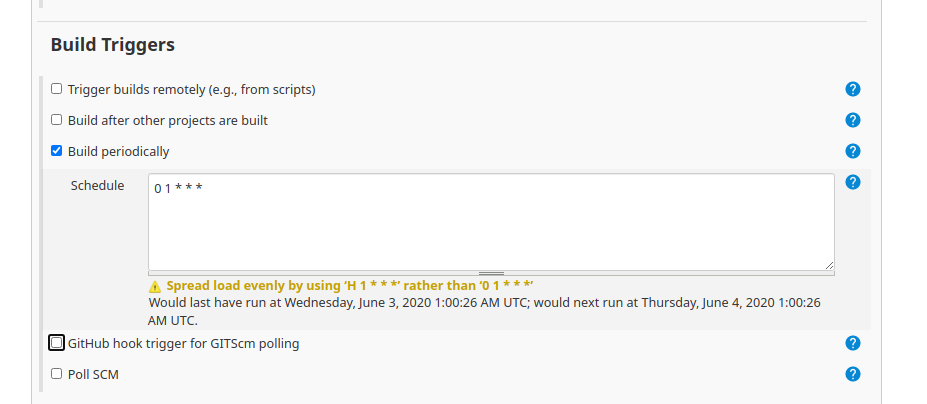 Build Triggers
Trigger builds remotely (e.g., from scripts)
?
Build after other projects are built
?
Build periodically
?
Schedule
0 1 * * *
?
Spread load evenly by using ‘H 1 * * *’ rather than ‘0 1 * * *’
Would last have run at Wednesday, June 3, 2020 1:00:26 AM UTC; would next run at Thursday, June 4, 2020 1:00:26
AM UTC.
GitHub hook trigger for GITScm polling
?
Poll SCM
?